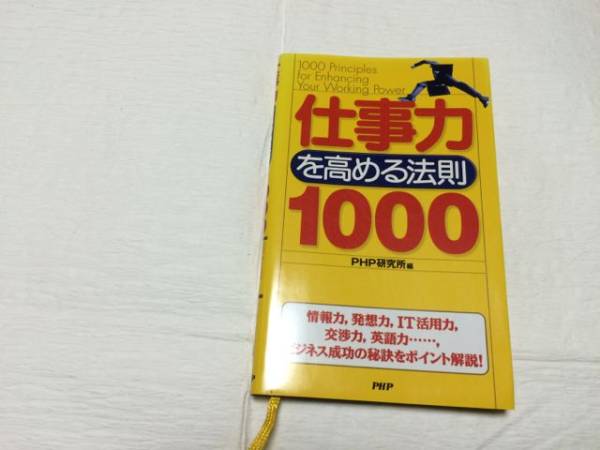 1000 Principles
for Enhancing
Your Working Power
仕事力
を高める法則
1000
PHP研究所 編
情報力,発想力,IT活用力,
交渉力,英語力……,
ビジネス成功の秘訣をポイント解説!
PHP